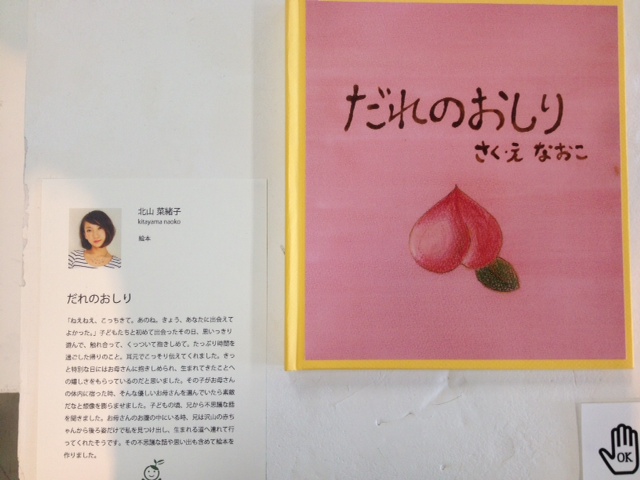 だれのおしり
さく・え なおこ
北山 菜緒子
kitayama naoko
絵本
だれのおしり
「ねえねえ、こっちきて。あのね。きょう、あなたに出会えて
よかった。」子どもたちと初めて出会ったその日、思いっきり
遊んで、触れ合って、くっついて抱きしめて。たっぷり時間を
過ごした帰りのこと。耳元でこっそり伝えてくれました。きっ
と特別な日にはお母さんに抱きしめられ、生まれてきたことへ
の嬉しさをもらっているのだと思いました。その子がお母さん
の体内に宿った時、そんな優しいお母さんを選んでいたら素敵
だなと想像を膨らませました。子どもの頃、兄から不思議な話
を聞きました。お母さんのお腹の中にいる時、兄は沢山の赤ち
ゃんから後ろ姿だけで私を見つけ出し、生まれる道へ連れて行
ってくれたそうです。その不思議な話や思い出も含めて絵本を
作りました。
OK